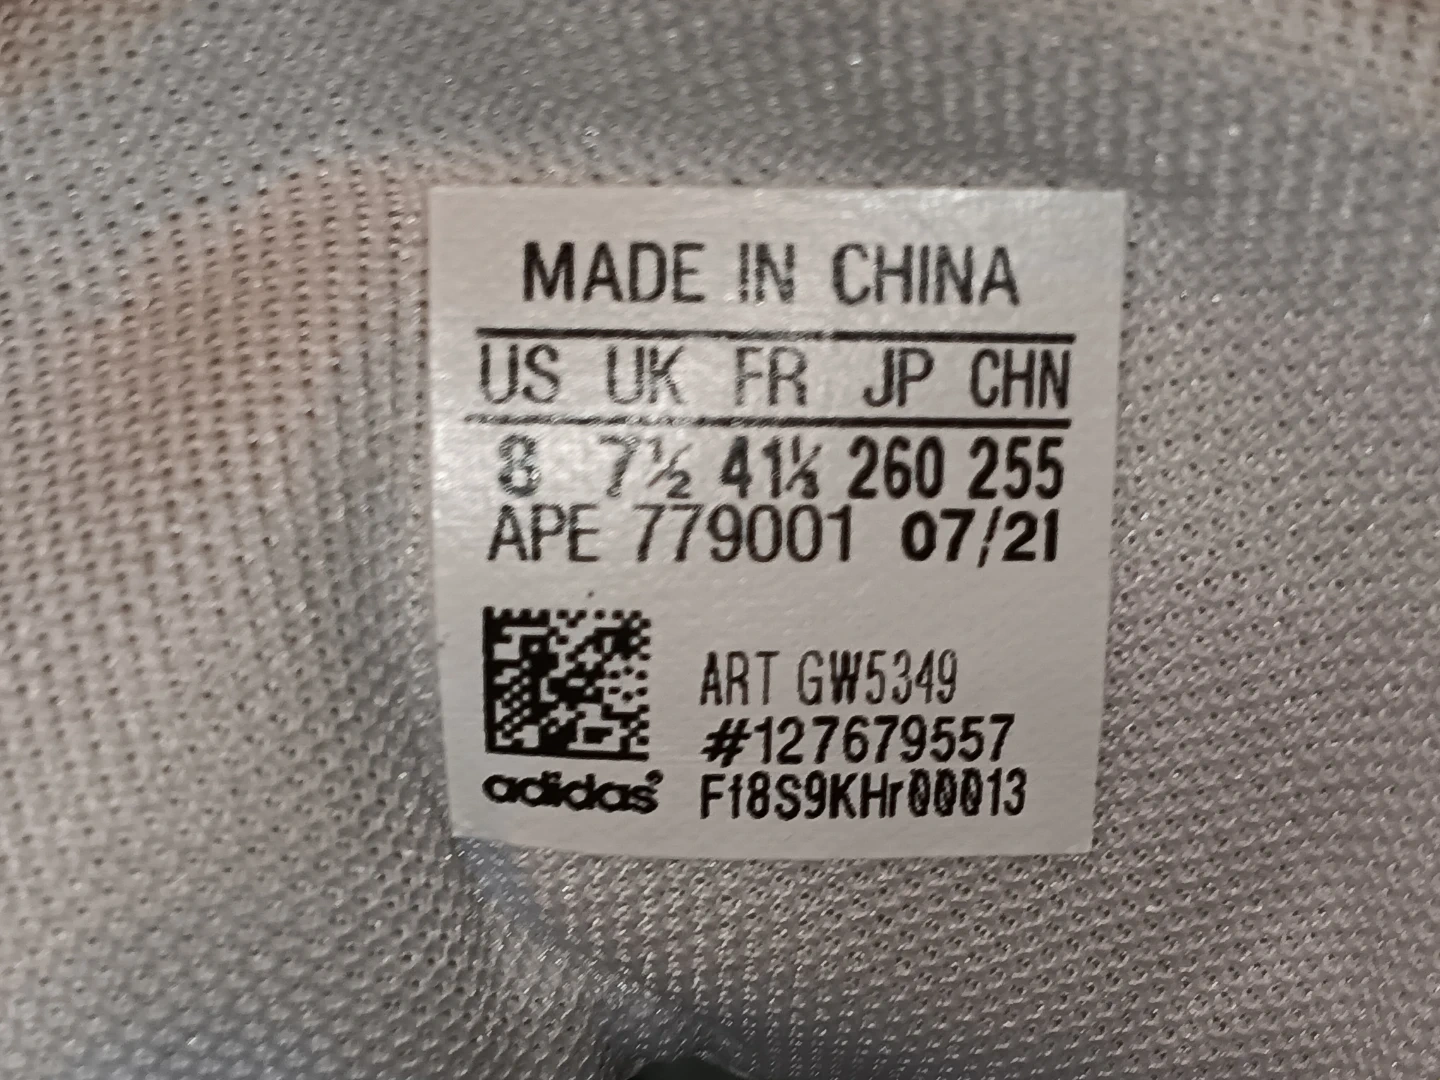 MADE IN CHINA
US UK FR JP CHN
8 7½ 41⅓ 260 255
APE 779001 07/21
ART GW5349
#127679557
adidas®
Ff8S9KHr00013